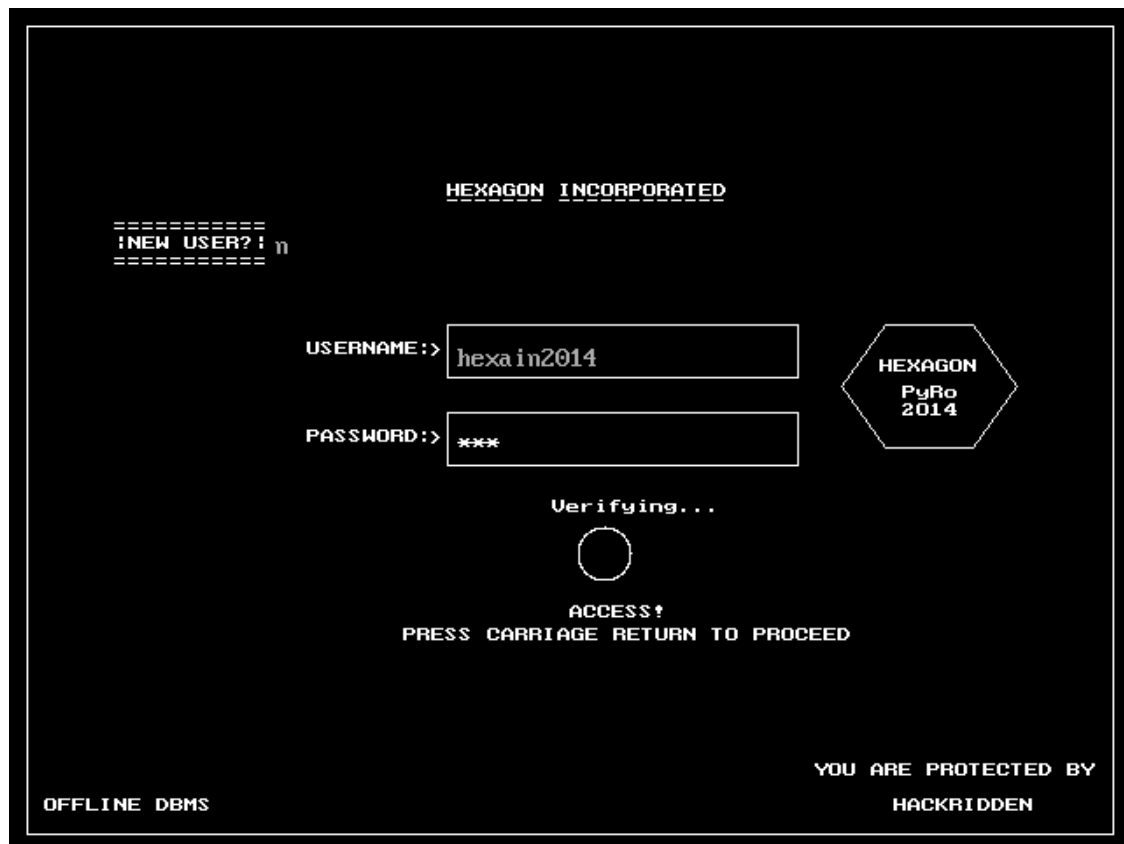 HEXAGON INCORPORATED
===========
¦NEW USER?¦ n
===========
USERNAME:> hexain2014
HEXAGON
PyRo
2014
PASSWORD:> ***
Verifying...
ACCESS!
PRESS CARRIAGE RETURN TO PROCEED
YOU ARE PROTECTED BY
OFFLINE DBMS
HACKRIDDEN